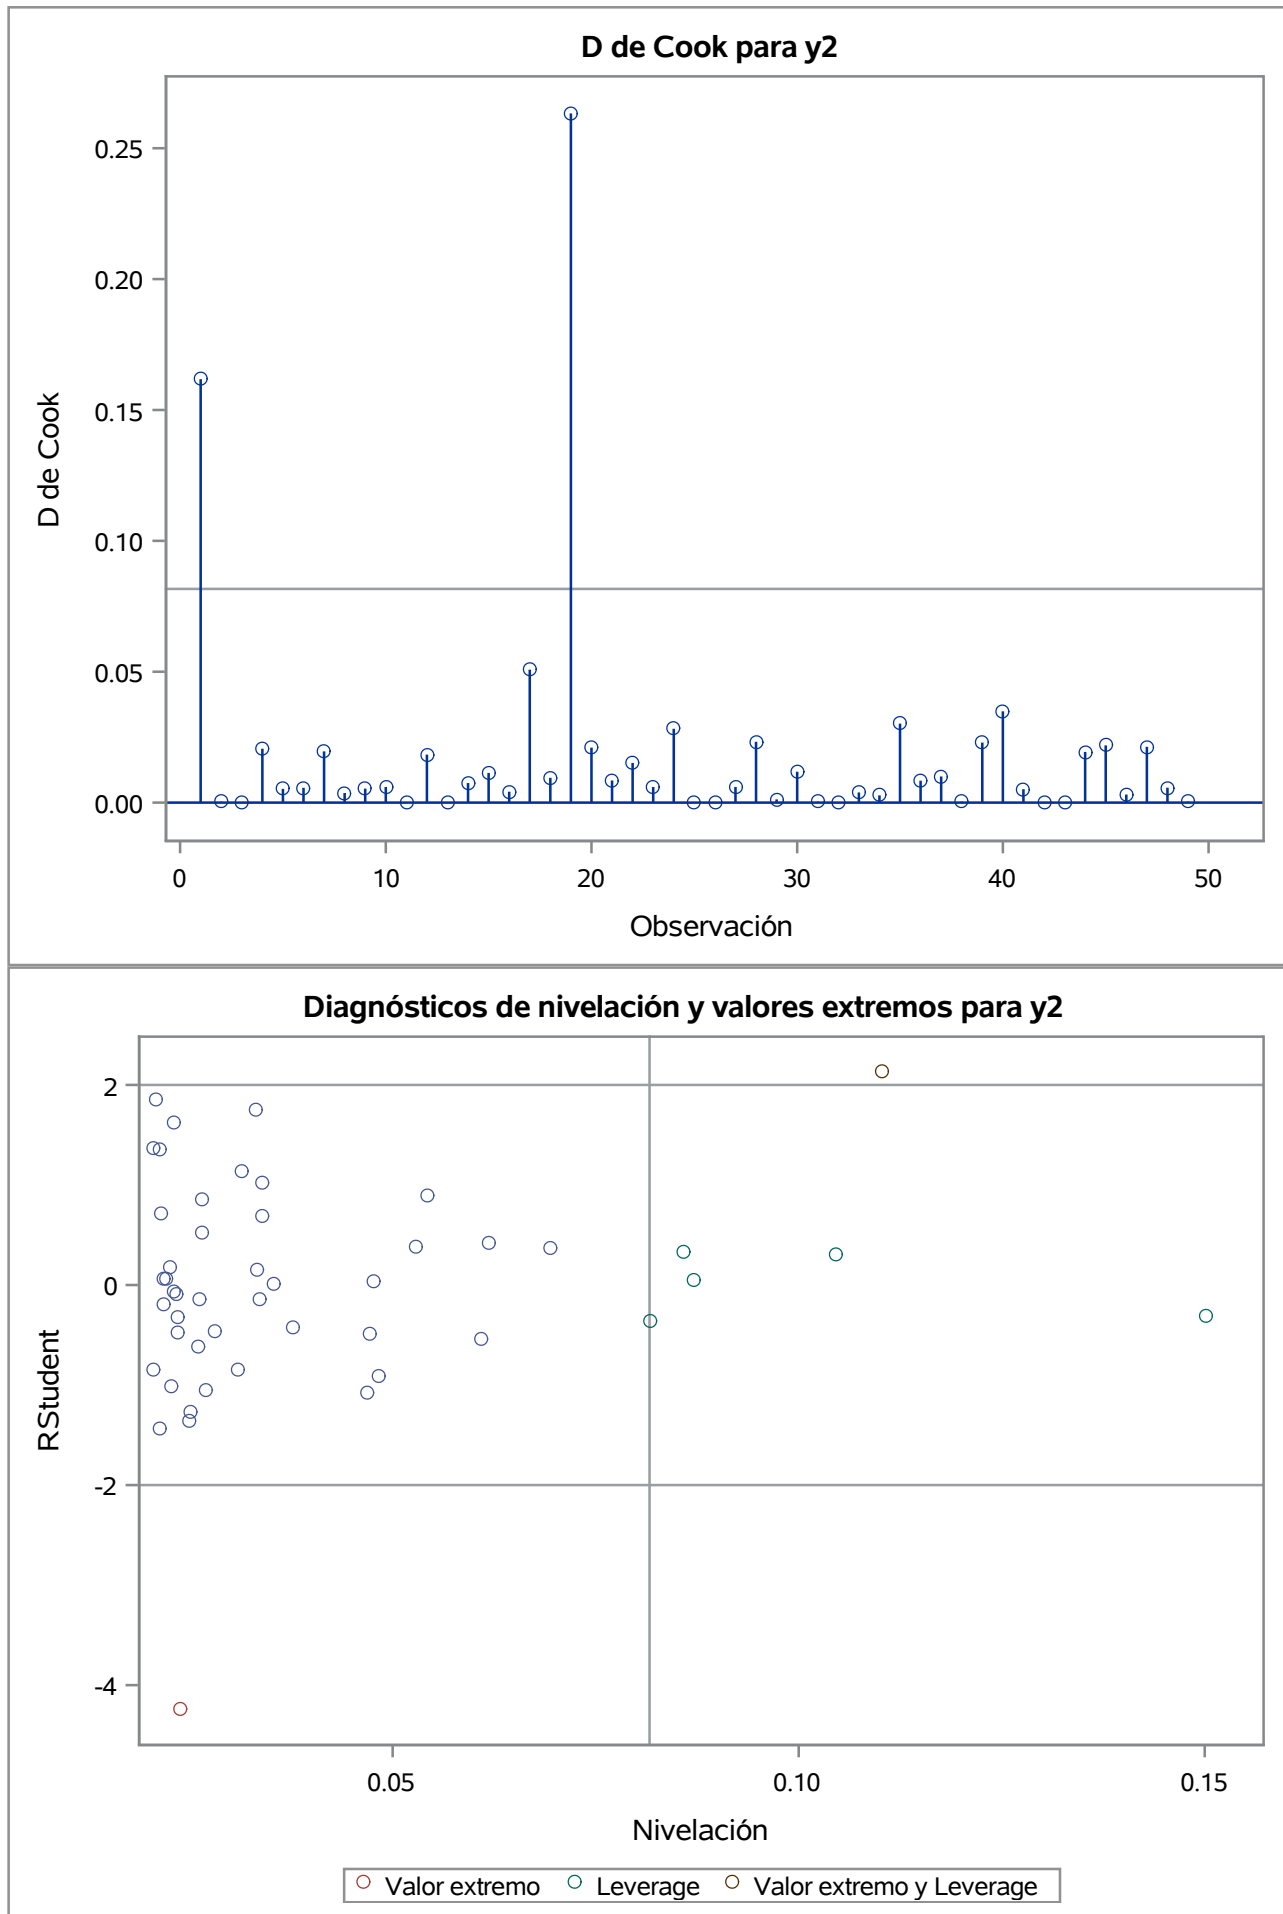 D de Cook para y2
0.25
0.20
0.15
0.10
0.05
0.00
D de Cook
0 10 20 30 40 50
Observación
Diagnósticos de nivelación y valores extremos para y2
2
0
-2
-4
RStudent
0.05 0.10 0.15
Nivelación
Valor extremo Leverage Valor extremo y Leverage